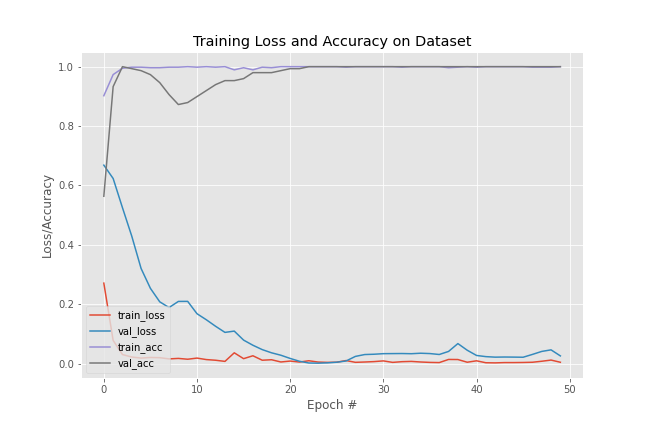 Training Loss and Accuracy on Dataset
Loss/Accuracy
1.0
0.8
0.6
0.4
0.2
0.0
train_loss
val_loss
train_acc
val_acc
0 10 20 30 40 50
Epoch #